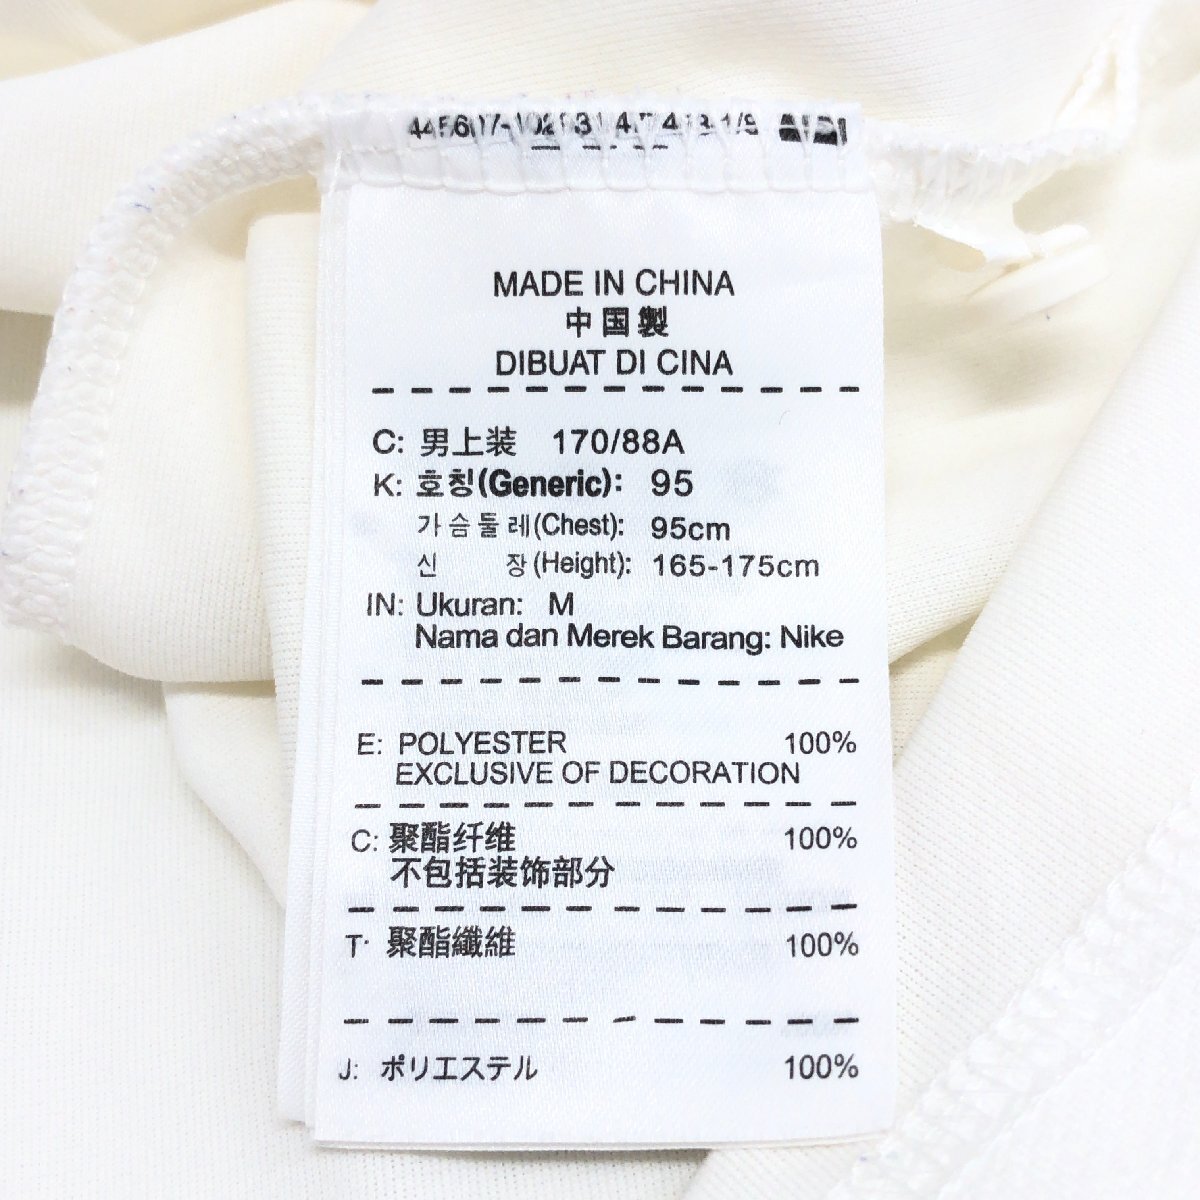 MADE IN CHINA
中国製
DIBUAT DI CINA
C: 男上装 170/88A
K: 호칭(Generic): 95
가슴둘레(Chest): 95cm
신 장(Height): 165-175cm
IN: Ukuran: M
Nama dan Merek Barang: Nike
E: POLYESTER 100%
EXCLUSIVE OF DECORATION
C: 聚酯纤维 100%
不包括装饰部分
T: 聚酯纖維 100%
J: ポリエステル 100%